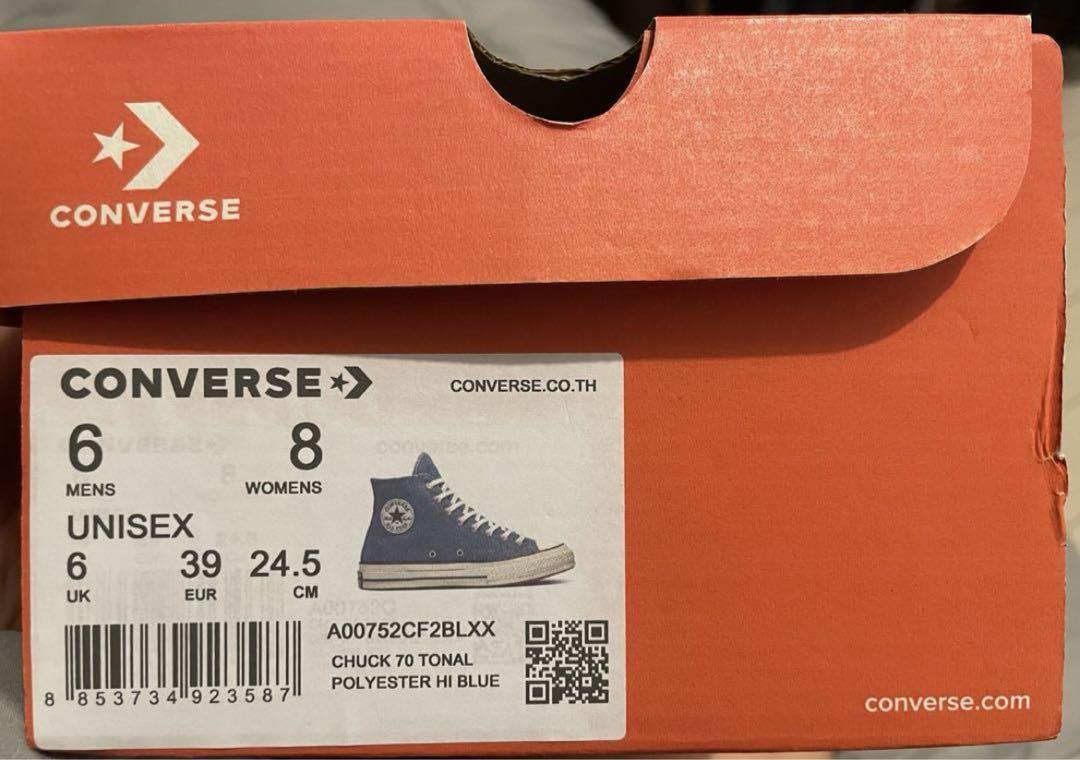 CONVERSE
CONVERSE CONVERSE.CO.TH
6 8
MENS WOMENS
UNISEX
6 39 24.5
UK EUR CM
A00752CF2BLXX
CHUCK 70 TONAL
POLYESTER HI BLUE
8 853734 923587
converse.com